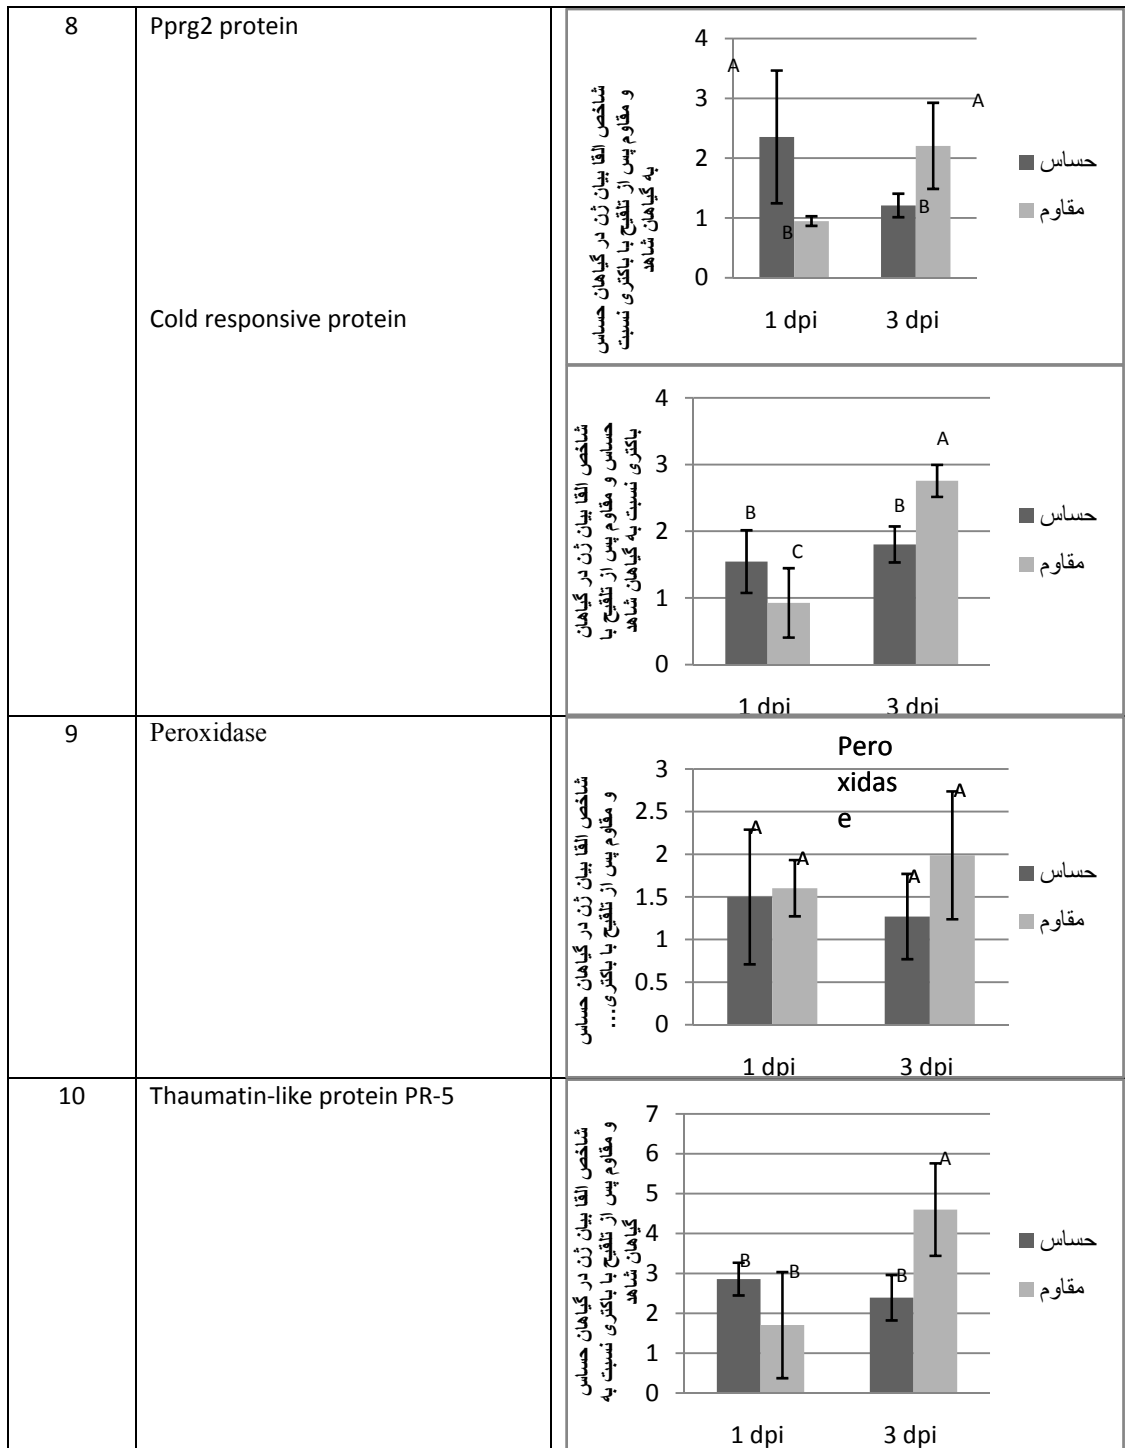 8
Pprg2 protein
Cold responsive protein
شاخص القا بیان ژن در گیاهان حساس
و مقاوم پس از تلقیح با باکتری نسبت
به گیاهان شاهد
4
3
2
1
0
A
B
B
A
1 dpi
3 dpi
حساس
مقاوم
شاخص القا بیان ژن در گیاهان
حساس و مقاوم پس از تلقیح با
باکتری نسبت به گیاهان شاهد
4
3
2
1
0
B
C
B
A
1 dpi
3 dpi
حساس
مقاوم
9
Peroxidase
شاخص القا بیان ژن در گیاهان حساس
و مقاوم پس از تلقیح با باکتری...
Pero
xidas
e
3
2.5
2
1.5
1
0.5
0
A
A
A
A
1 dpi
3 dpi
حساس
مقاوم
10
Thaumatin-like protein PR-5
شاخص القا بیان ژن در گیاهان حساس
و مقاوم پس از تلقیح با باکتری نسبت به
گیاهان شاهد
7
6
5
4
3
2
1
0
B
B
B
A
1 dpi
3 dpi
حساس
مقاوم